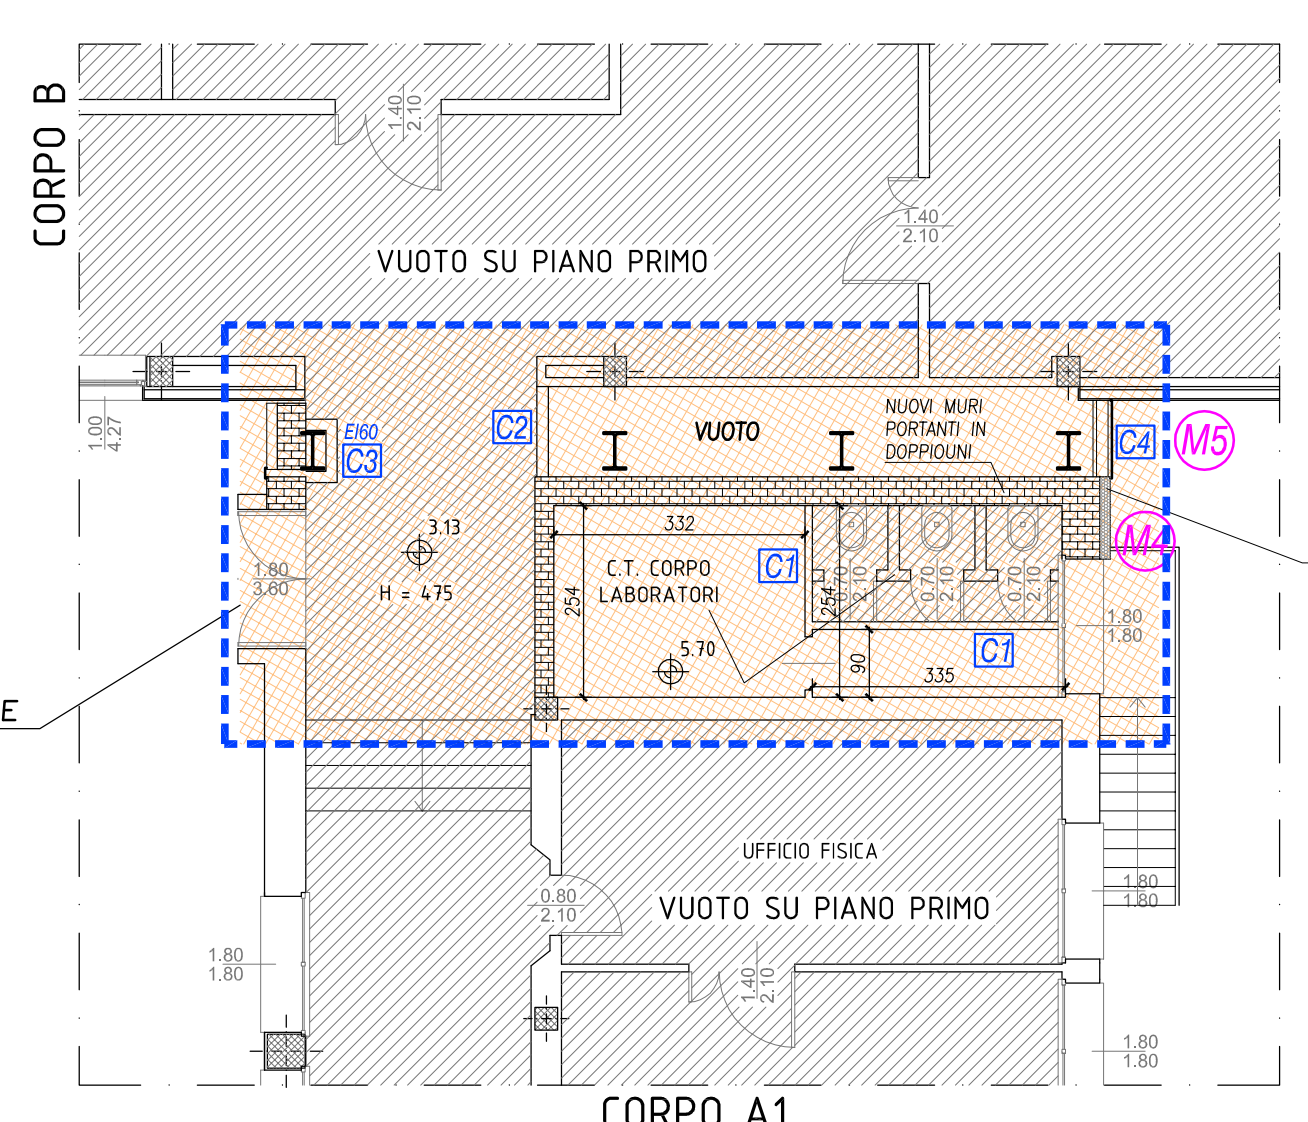 CORPO B
1.40
2.10
1.40
2.10
VUOTO SU PIANO PRIMO
1.00
4.27
EI60
C3
C2
VUOTO
NUOVI MURI
PORTANTI IN
DOPPIOUNI
C4
M5
M4
3.13
H = 475
1.80
3.60
332
254
C.T. CORPO
LABORATORI
5.70
C1
254
0.70
2.10
0.70
2.10
0.70
2.10
C1
90
335
1.80
1.80
E
UFFICIO FISICA
VUOTO SU PIANO PRIMO
0.80
2.10
1.80
1.80
1.80
1.80
1.40
2.10
1.80
1.80
CORPO A1